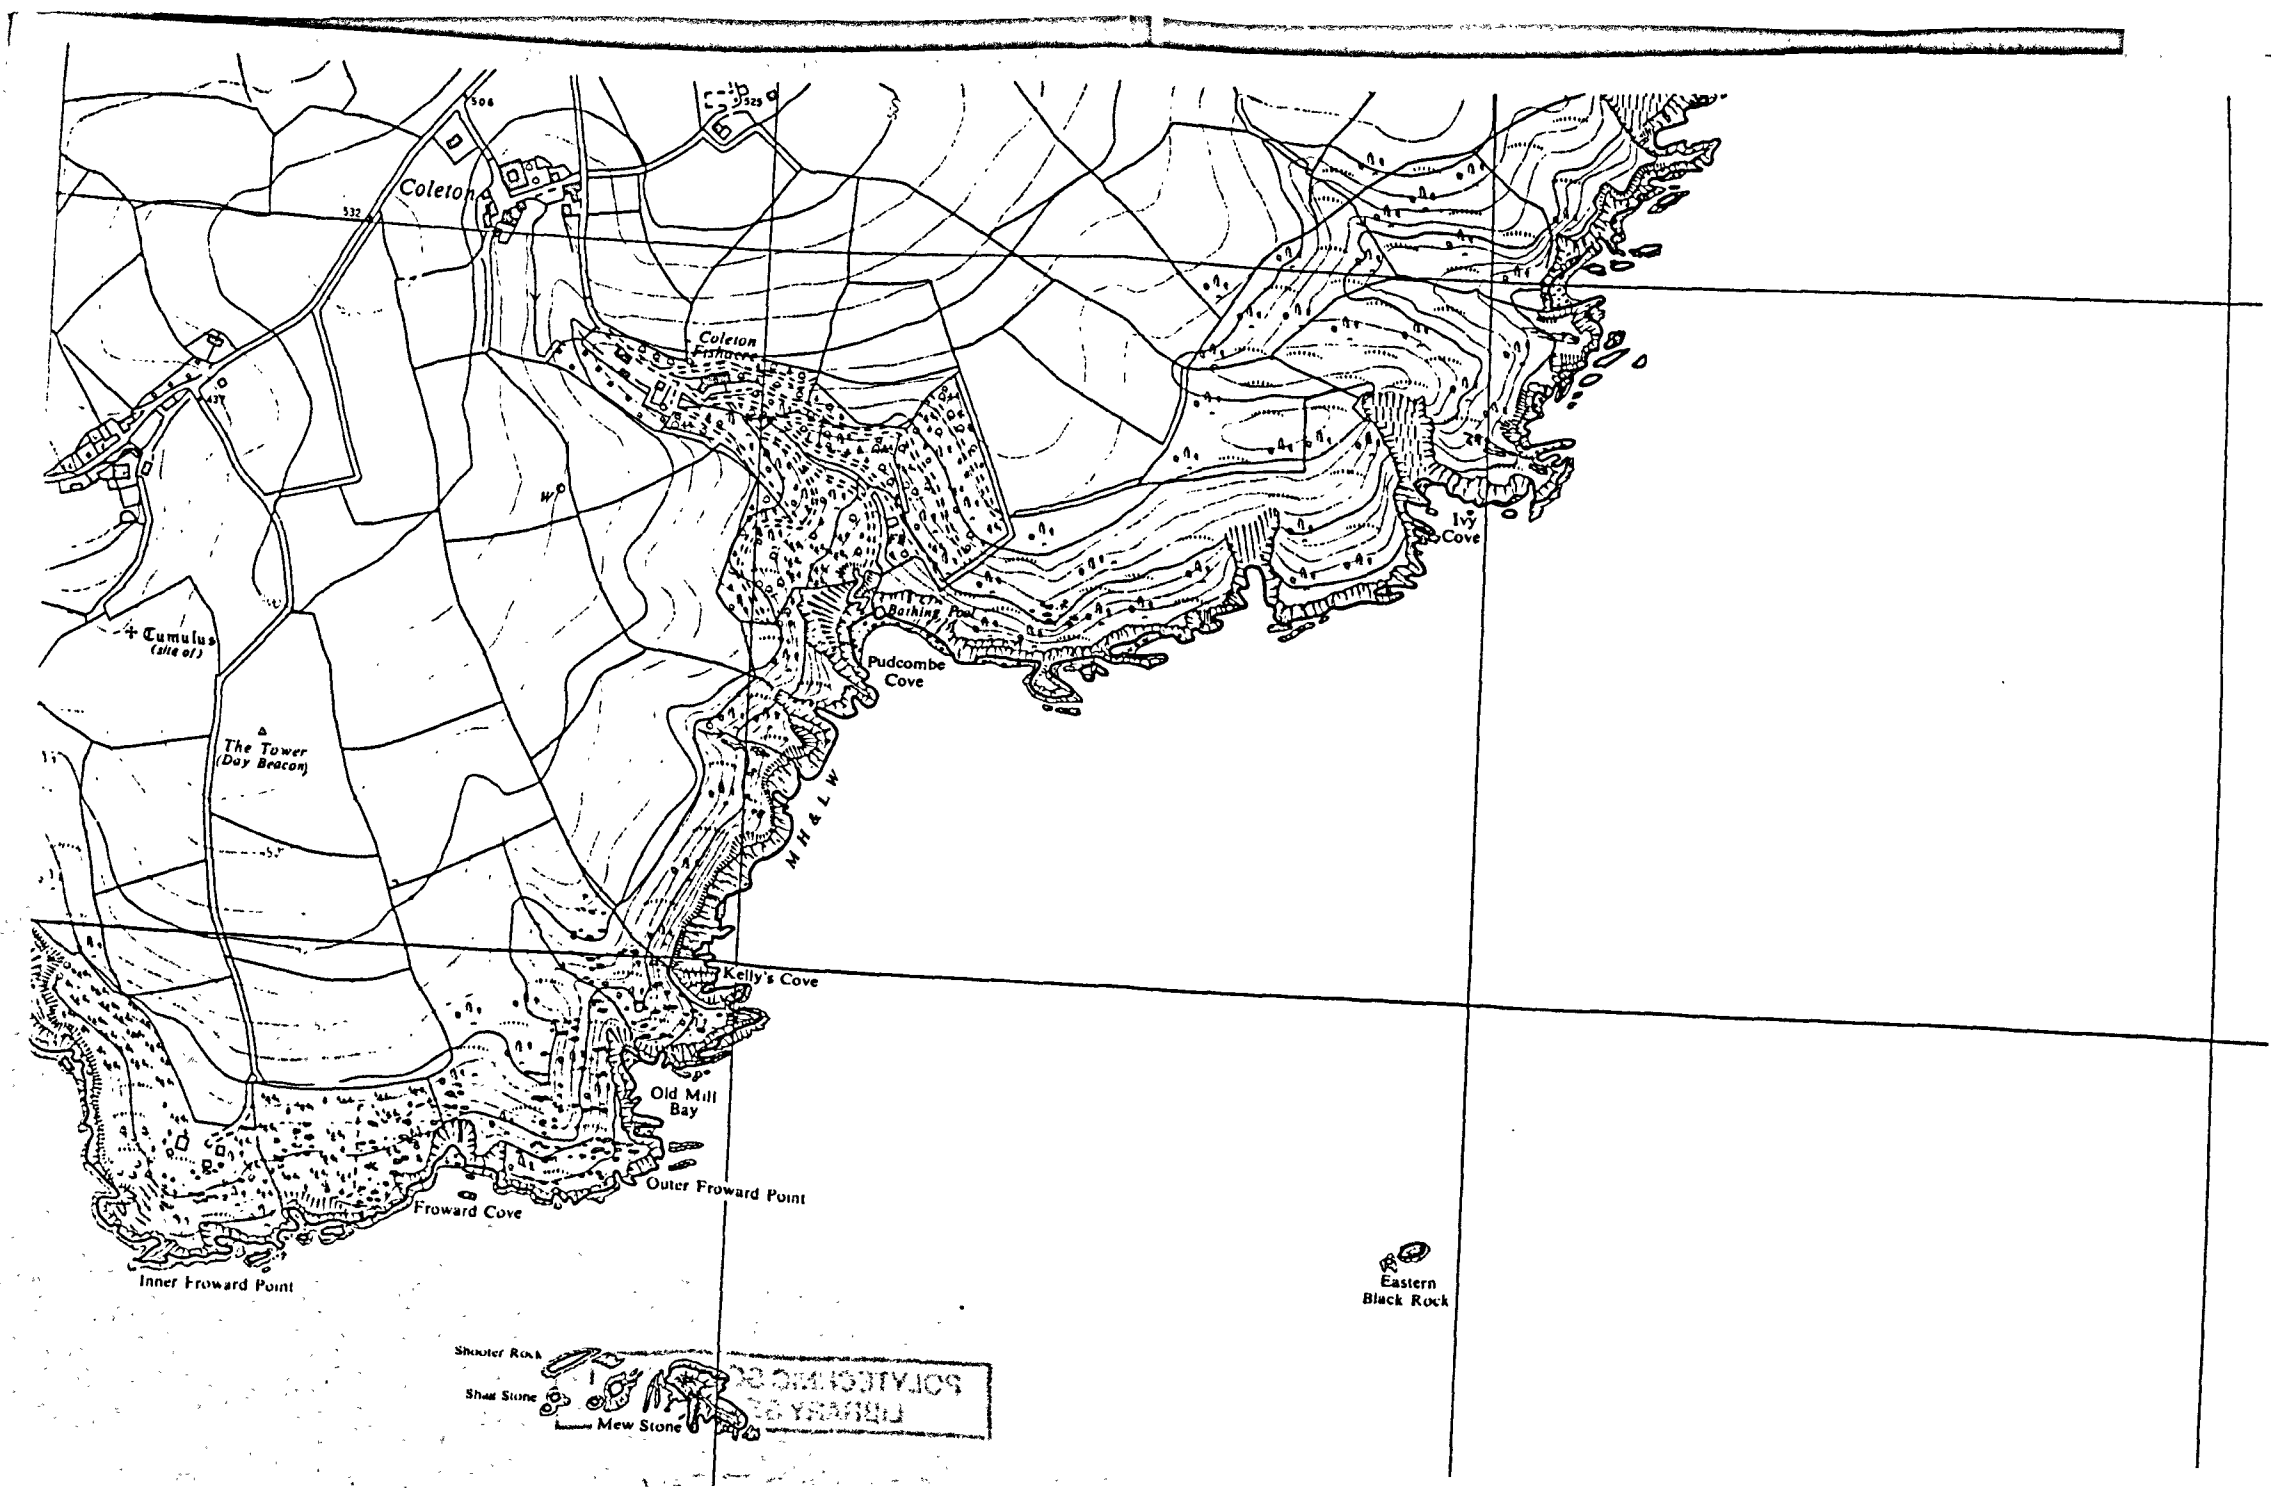 506
525
Coleton
532
Coleton
Fishacre
437
W
Ivy
Cove
Bathing Pool
Tumulus
(site of)
Pudcombe
Cove
The Tower
(Day Beacon)
M H & L W
Kelly's Cove
Old Mill
Bay
Outer Froward Point
Froward Cove
Inner Froward Point
Eastern
Black Rock
Shooter Rock
Shag Stone
Mew Stone
POLYTECHNIC
LIBRARY